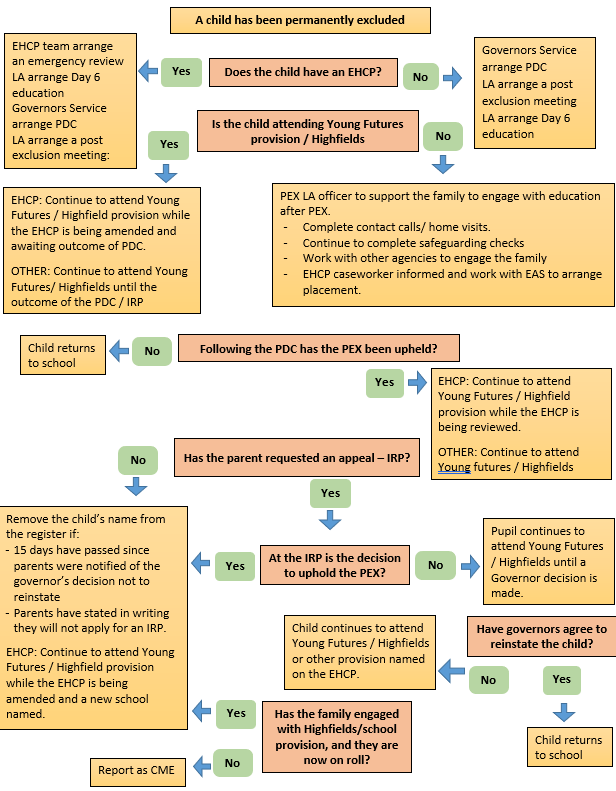 A child has been permanently excluded
EHCP team arrange
an emergency review
LA arrange Day 6
education
Governors Service
arrange PDC
LA arrange a post
exclusion meeting:
Yes
Does the child have an EHCP?
No
Governors Service
arrange PDC
LA arrange a post
exclusion meeting
LA arrange Day 6
education
Is the child attending Young Futures
provision / Highfields
Yes
No
EHCP: Continue to attend Young
Futures / Highfield provision while
the EHCP is being amended and
awaiting outcome of PDC.
OTHER: Continue to attend Young
Futures/ Highfields until the
outcome of the PDC / IRP
PEX LA officer to support the family to engage with education
after PEX.
- Complete contact calls/ home visits.
- Continue to complete safeguarding checks
- Work with other agencies to engage the family
- EHCP caseworker informed and work with EAS to arrange
placement.
Child returns
to school
No
Following the PDC has the PEX been upheld?
Yes
EHCP: Continue to attend
Young Futures / Highfield
provision while the EHCP is
being reviewed.
OTHER: Continue to attend
Young futures / Highfields
No
Has the parent requested an appeal – IRP?
Yes
Remove the child's name from
the register if:
- 15 days have passed since
parents were notified of the
governor's decision not to
reinstate
- Parents have stated in writing
they will not apply for an IRP.
EHCP: Continue to attend Young
Futures / Highfield provision
while the EHCP is being
amended and a new school
named.
Yes
At the IRP is the decision
to uphold the PEX?
No
Pupil continues to
attend Young Futures
/ Highfields until a
Governor decision is
made.
Child continues to attend
Young Futures / Highfields
or other provision named
on the EHCP.
Have governors agree to
reinstate the child?
No
Yes
Child returns to
school
Yes
Has the family engaged
with Highfields/school
provision, and they are
now on roll?
No
Report as CME